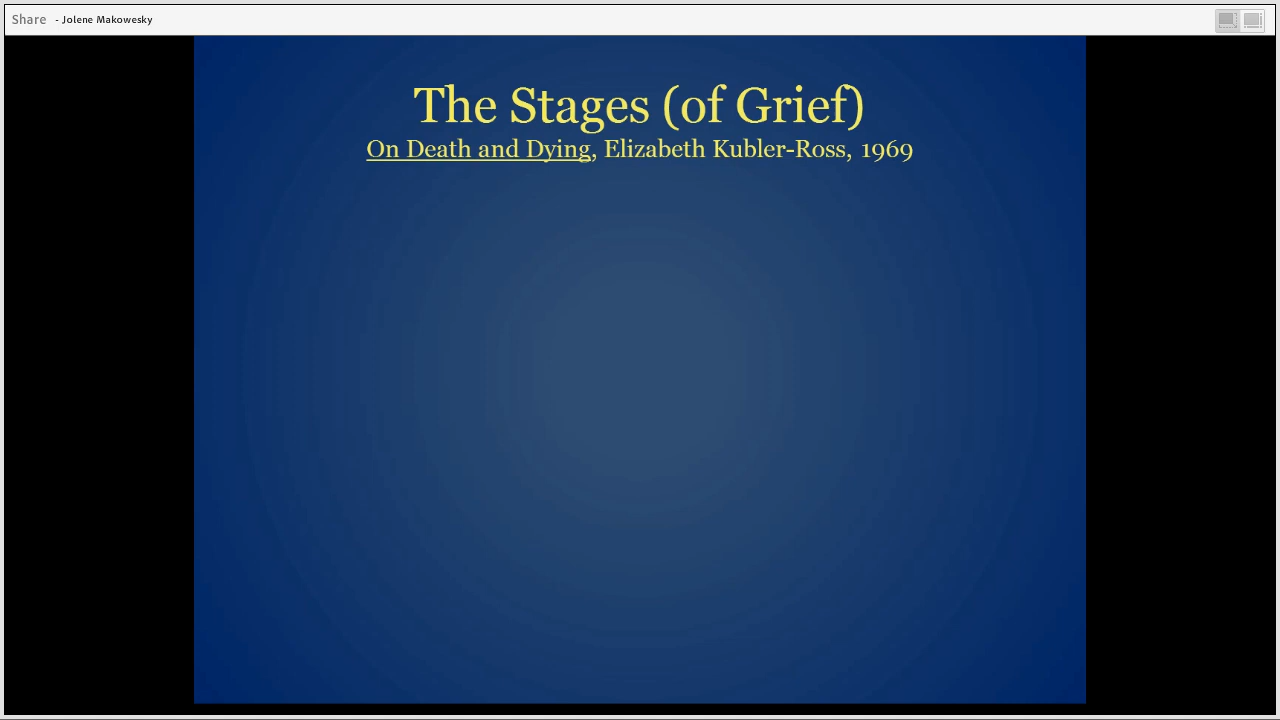 Share - Jolene Makowesky
The Stages (of Grief)
On Death and Dying, Elizabeth Kubler-Ross, 1969